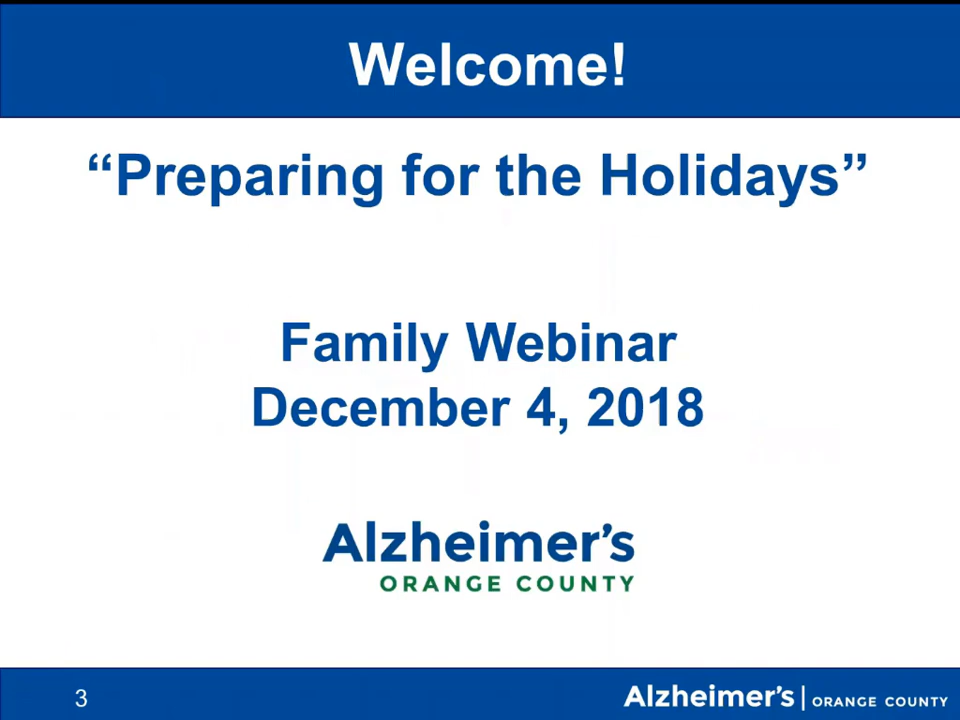 Welcome!
“Preparing for the Holidays”
Family Webinar
December 4, 2018
Alzheimer’s
ORANGE COUNTY
3
Alzheimer’s | ORANGE COUNTY